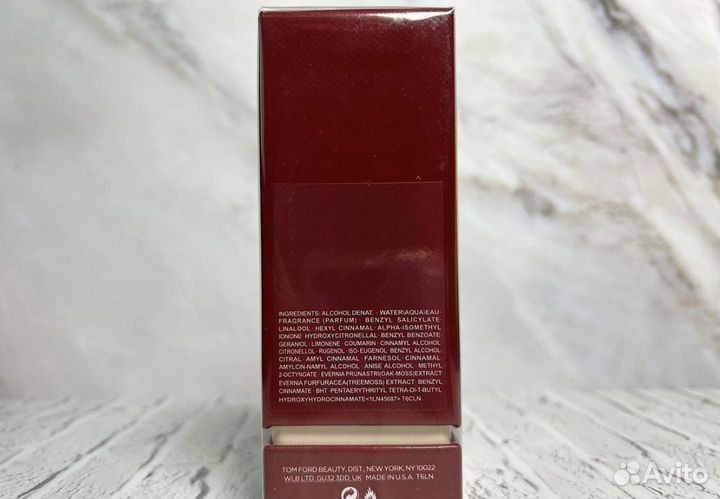 INGREDIENTS: ALCOHOL DENAT. · WATER\AQUA\EAU·
FRAGRANCE (PARFUM) · BENZYL SALICYLATE·
LINALOOL · HEXYL CINNAMAL · ALPHA-ISOMETHYL
IONONE · HYDROXYCITRONELLAL · BENZYL BENZOATE·
GERANIOL · LIMONENE · COUMARIN · CINNAMYL ALCOHOL
CITRONELLOL · RUGENOL · ISO-EUGENOL · BENZYL ALCOHOL
CITRAL · AMYL CINNAMAL · FARNESOL · CINNAMAL
AMYLCIN-NAMYL ALCOHOL · ANISE ALCOHOL · METHYL
2-OCTYNOATE · EVERNIA PRUNASTRI(OAK-MOSS)EXTRACT
EVERNIA FURFURACEA(TREEMOSS) EXTRACT · BENZYL
CINNAMATE · BHT · PENTAERYTHRITYL TETRA-DI-T-BUTYL
HYDROXYHYDROCINNAMATE<1LN45687> T6CLN
TOM FORD BEAUTY, DIST., NEW YORK, NY 10022
WLB LTD, GU32 3DD, UK MADE IN U.S.A. T6LN
Avito